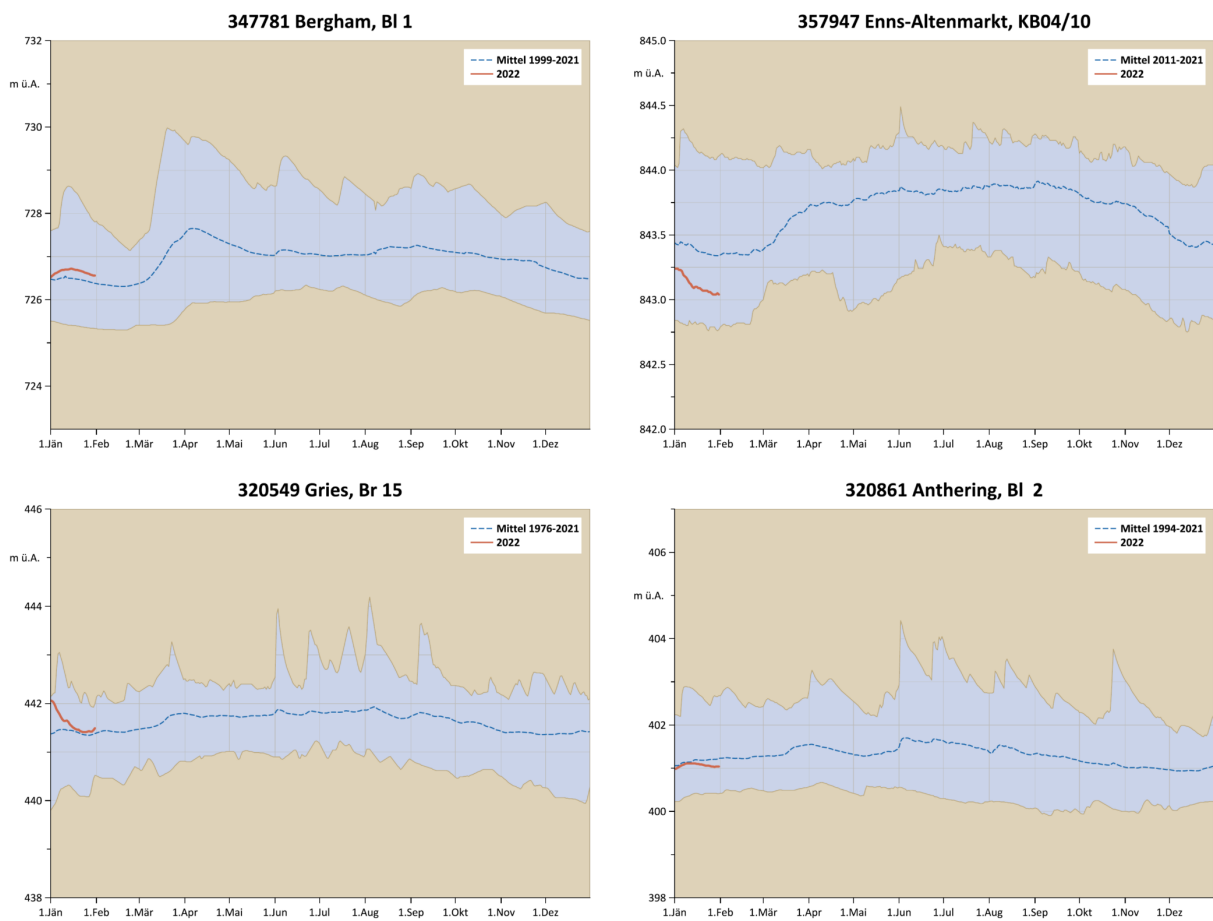 347781 Bergham, Bl 1
732
m ü.A.
730
728
726
724
Mittel 1999-2021
2022
1.Jän 1.Feb 1.Mär 1.Apr 1.Mai 1.Jun 1.Jul 1.Aug 1.Sep 1.Okt 1.Nov 1.Dez
357947 Enns-Altenmarkt, KB04/10
845.0
m ü.A.
844.5
844.0
843.5
843.0
842.5
842.0
Mittel 2011-2021
2022
1.Jän 1.Feb 1.Mär 1.Apr 1.Mai 1.Jun 1.Jul 1.Aug 1.Sep 1.Okt 1.Nov 1.Dez
320549 Gries, Br 15
446
m ü.A.
444
442
440
438
Mittel 1976-2021
2022
1.Jän 1.Feb 1.Mär 1.Apr 1.Mai 1.Jun 1.Jul 1.Aug 1.Sep 1.Okt 1.Nov 1.Dez
320861 Anthering, Bl 2
406
m ü.A.
404
402
400
398
Mittel 1994-2021
2022
1.Jän 1.Feb 1.Mär 1.Apr 1.Mai 1.Jun 1.Jul 1.Aug 1.Sep 1.Okt 1.Nov 1.Dez